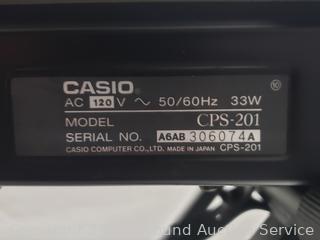 CASIO
⑩
AC 120 V ~ 50/60Hz 33W
MODEL CPS-201
SERIAL NO. A6AB 306074A
CASIO COMPUTER CO.,LTD. MADE IN JAPAN CPS-201
und Auction Service